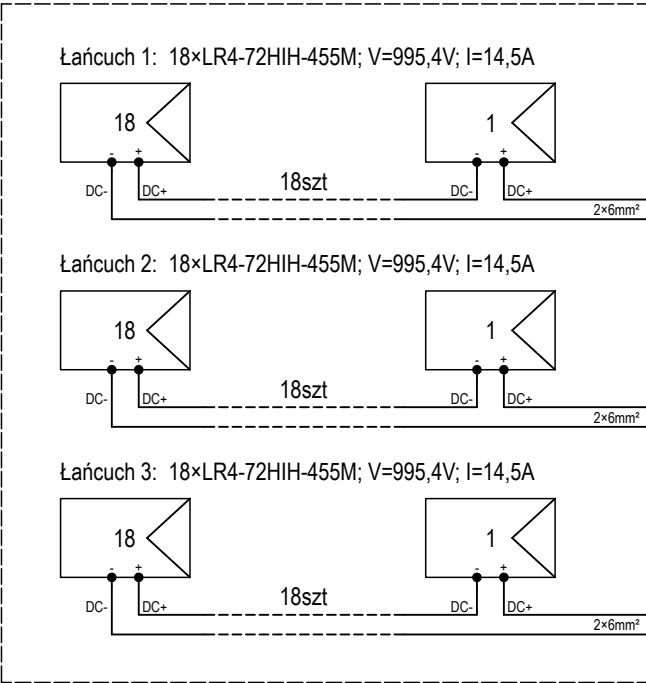 Łańcuch 1: 18×LR4-72HIH-455M; V=995,4V; I=14,5A
18
1
- +
- +
18szt
DC- DC+
DC- DC+
2×6mm²
Łańcuch 2: 18×LR4-72HIH-455M; V=995,4V; I=14,5A
18
1
- +
- +
18szt
DC- DC+
DC- DC+
2×6mm²
Łańcuch 3: 18×LR4-72HIH-455M; V=995,4V; I=14,5A
18
1
- +
- +
18szt
DC- DC+
DC- DC+
2×6mm²